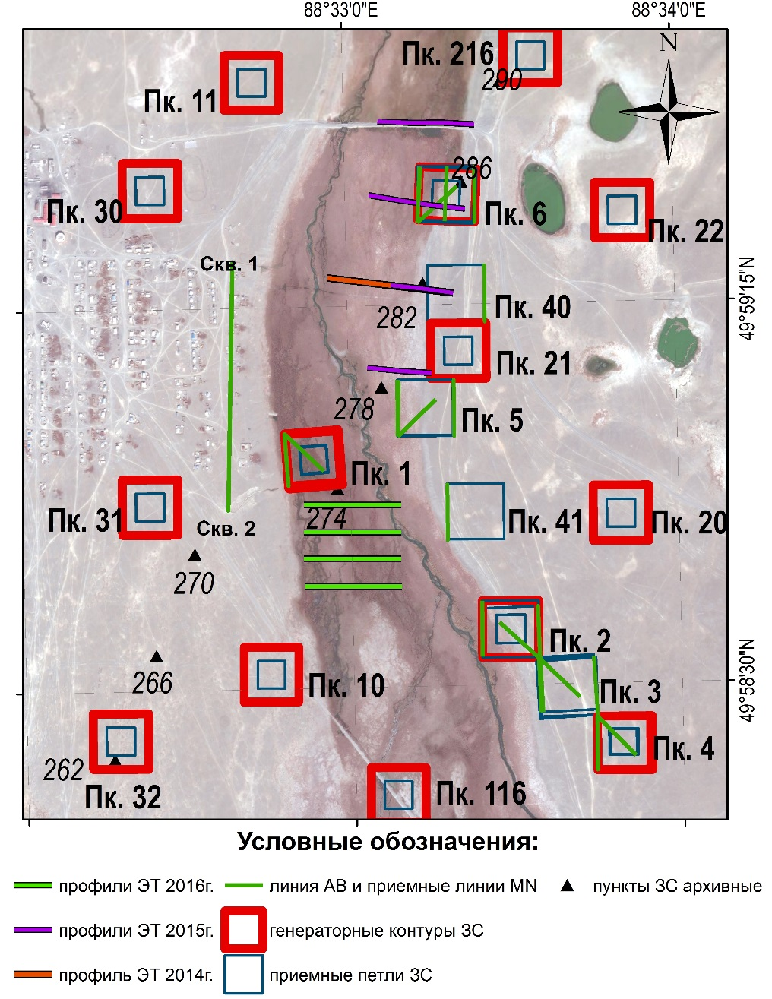 88°33'0"E
88°34'0"E
N
Пк. 216
290
Пк. 11
286
Пк. 30
Пк. 6
Пк. 22
Скв. 1
49°59'15"N
282
Пк. 40
Пк. 21
278
Пк. 5
Пк. 1
Пк. 31
274
Пк. 41
Пк. 20
Скв. 2
270
Пк. 2
266
Пк. 10
Пк. 3
49°58'30"N
Пк. 4
262
Пк. 32
Пк. 116
Условные обозначения:
профили ЭТ 2016г.
линия АВ и приемные линии MN
пункты ЗС архивные
профили ЭТ 2015г.
генераторные контуры ЗС
профиль ЭТ 2014г.
приемные петли ЗС